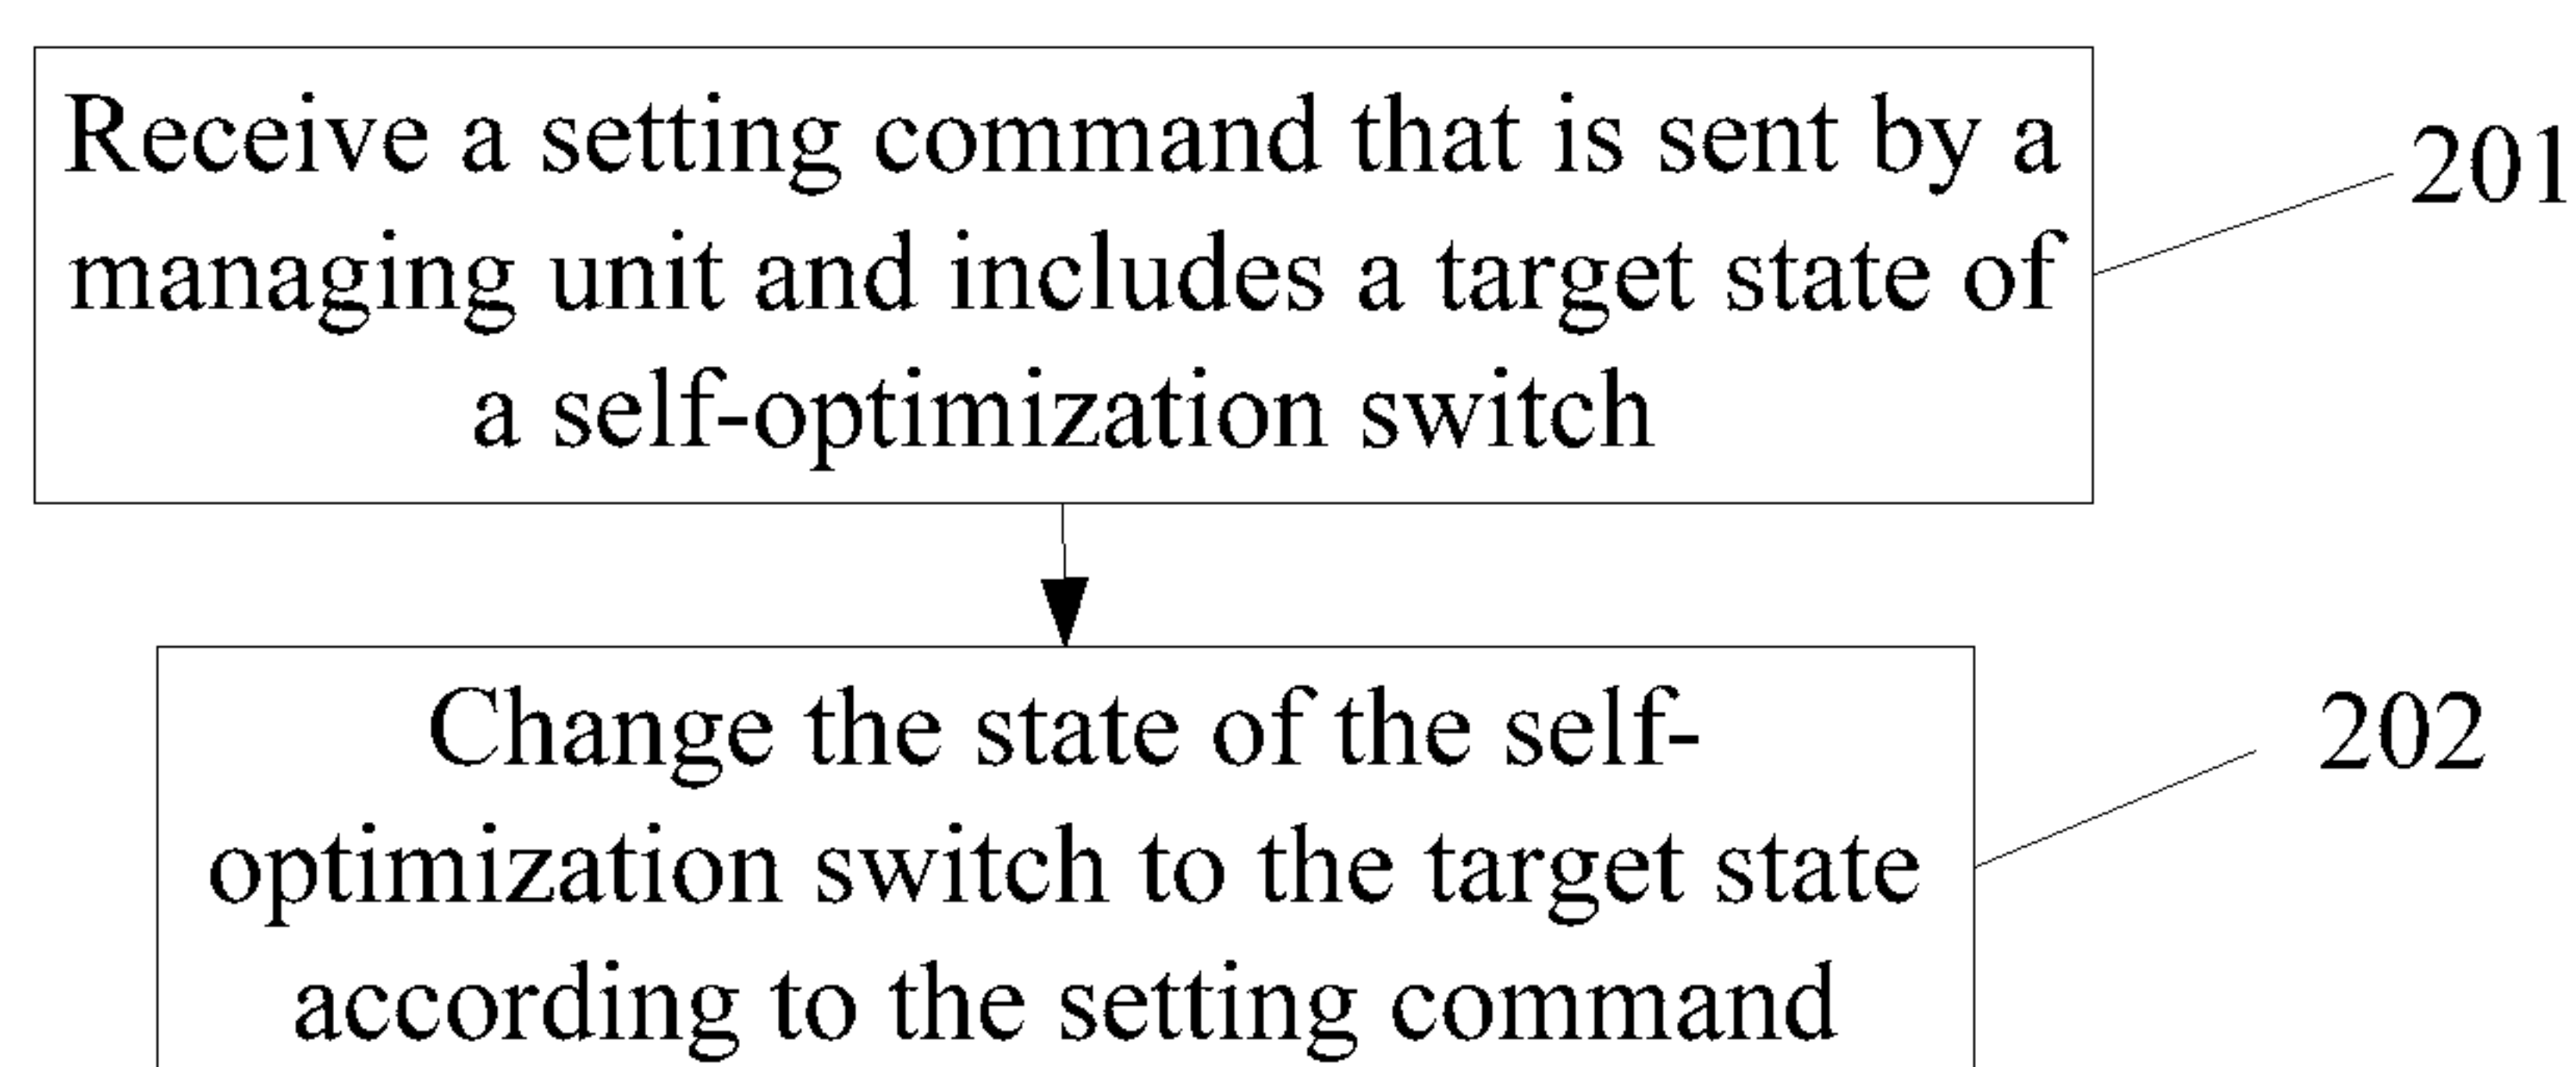 Receive a setting command that is sent by a
managing unit and includes a target state of
a self-optimization switch
201
Change the state of the self-
optimization switch to the target state
according to the setting command
202